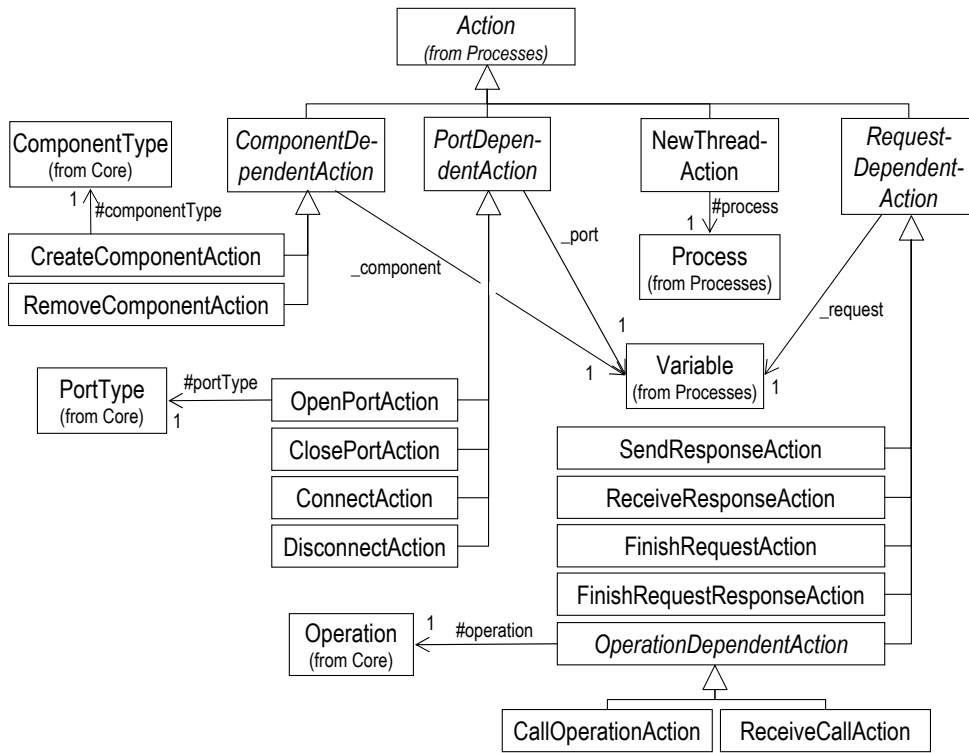 Action
(from Processes)
ComponentType
(from Core)
ComponentDe-
pendentAction
PortDepen-
dentAction
NewThread-
Action
Request-
Dependent-
Action
1
#componentType
#process
1
CreateComponentAction
RemoveComponentAction
_component
_port
Process
(from Processes)
_request
1
1
Variable
(from Processes)
1
PortType
(from Core)
#portType
1
OpenPortAction
ClosePortAction
ConnectAction
DisconnectAction
SendResponseAction
ReceiveResponseAction
FinishRequestAction
FinishRequestResponseAction
Operation
(from Core)
1
#operation
OperationDependentAction
CallOperationAction
ReceiveCallAction